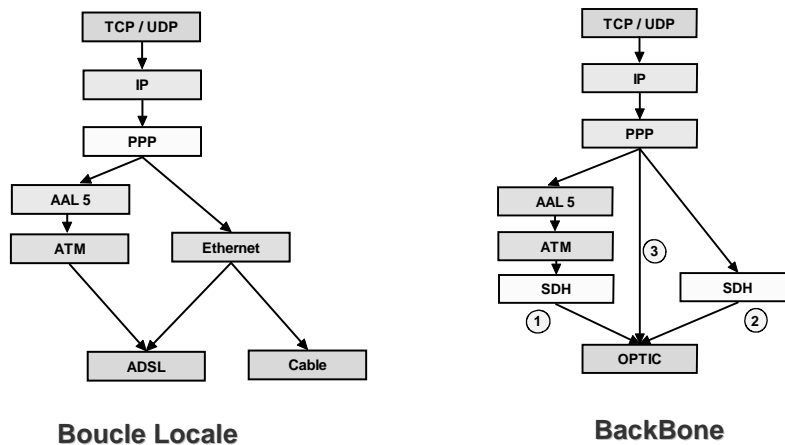 TCP / UDP
IP
PPP
AAL 5
ATM
Ethernet
ADSL
Cable
Boucle Locale
TCP / UDP
IP
PPP
AAL 5
ATM
3
SDH
SDH
1
2
OPTIC
BackBone